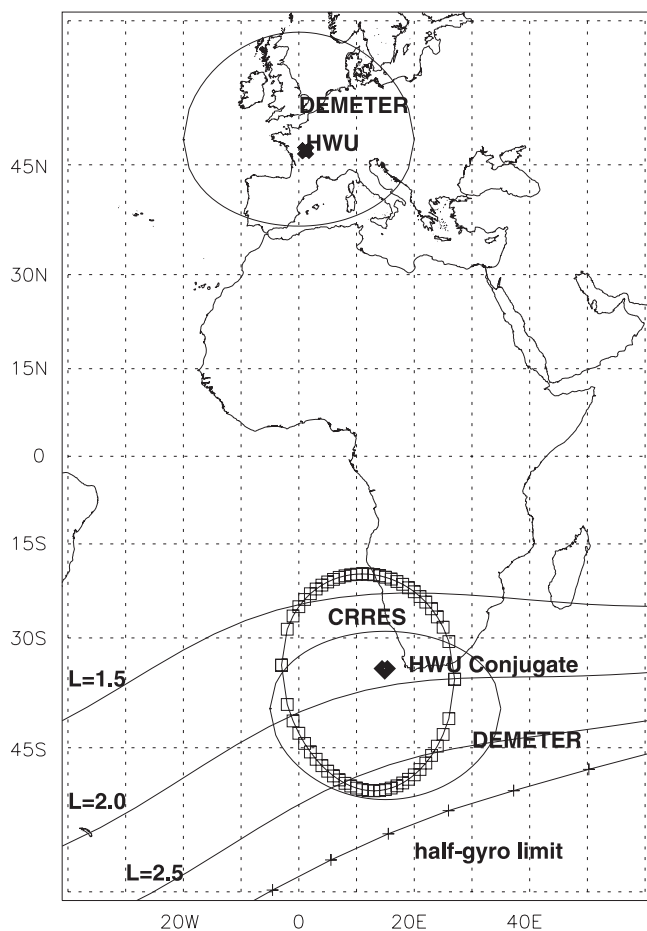 DEMETER
HWU
45N
30N
15N
0
15S
CRRES
30S
HWU Conjugate
L=1.5
DEMETER
45S
L=2.0
half-gyro limit
L=2.5
20W 0 20E 40E